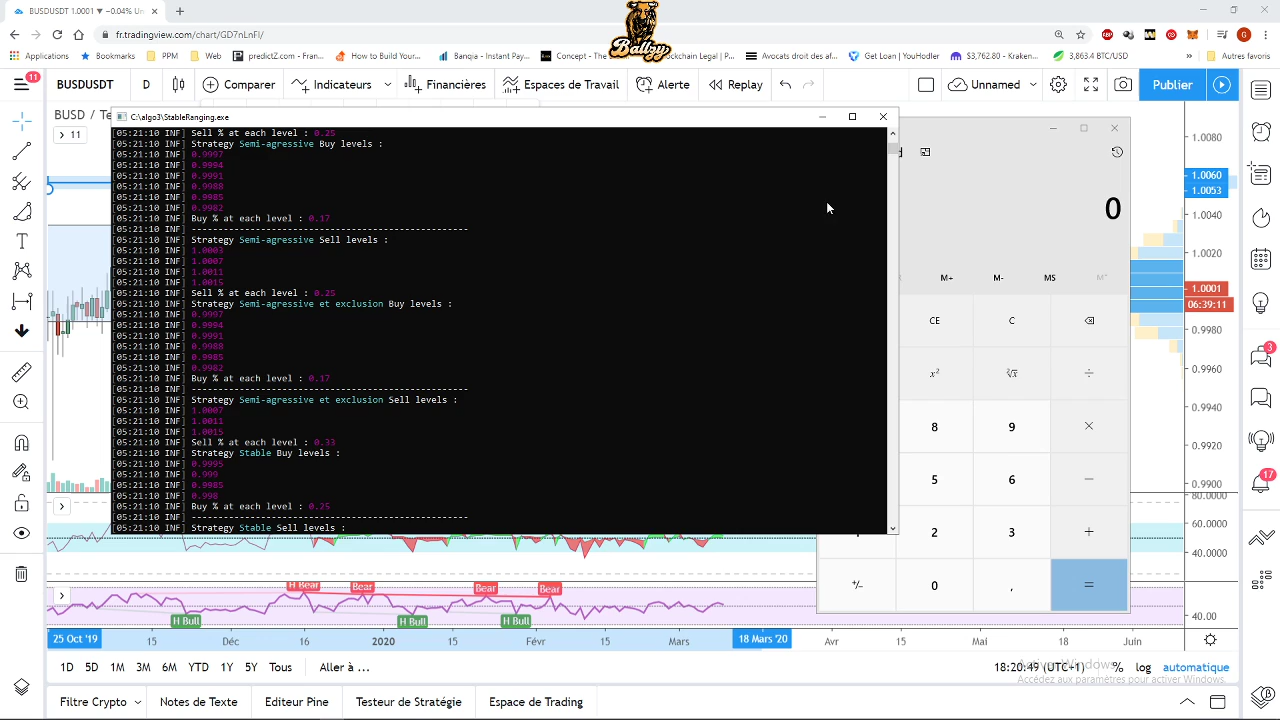 BUSDUSDT 1.0001 ▼ −0.04% Un
fr.tradingview.com/chart/GD7nLnFI/
Applications
Bookmarks
PPM
Web
predictZ.com - Fran...
How to Build Your...
Banqia - Instant Pay...
Concept - The S
Ballzy
ckchain Legal |...
Avocats droit des af...
Get Loan | YouHodler
$3,762.80 - Kraken...
3,863.4 BTC/USD
»
Autres favoris
11
BUSDUSDT
D
Comparer
Indicateurs
Financières
Espaces de Travail
Alerte
Replay
Unnamed
Publier
BUSD / Te
11
C:\algo3\StableRanging.exe
[05:21:10 INF] Sell % at each level : 0.25
[05:21:10 INF] Strategy Semi-agressive Buy levels :
[05:21:10 INF] 0.9997
[05:21:10 INF] 0.9994
[05:21:10 INF] 0.9991
[05:21:10 INF] 0.9988
[05:21:10 INF] 0.9985
[05:21:10 INF] 0.9982
[05:21:10 INF] Buy % at each level : 0.17
[05:21:10 INF] ----------------------------------------------------
[05:21:10 INF] Strategy Semi-agressive Sell levels :
[05:21:10 INF] 1.0003
[05:21:10 INF] 1.0007
[05:21:10 INF] 1.0011
[05:21:10 INF] 1.0015
[05:21:10 INF] Sell % at each level : 0.25
[05:21:10 INF] Strategy Semi-agressive et exclusion Buy levels :
[05:21:10 INF] 0.9997
[05:21:10 INF] 0.9994
[05:21:10 INF] 0.9991
[05:21:10 INF] 0.9988
[05:21:10 INF] 0.9985
[05:21:10 INF] 0.9982
[05:21:10 INF] Buy % at each level : 0.17
[05:21:10 INF] ----------------------------------------------------
[05:21:10 INF] Strategy Semi-agressive et exclusion Sell levels :
[05:21:10 INF] 1.0007
[05:21:10 INF] 1.0011
[05:21:10 INF] 1.0015
[05:21:10 INF] Sell % at each level : 0.33
[05:21:10 INF] Strategy Stable Buy levels :
[05:21:10 INF] 0.9995
[05:21:10 INF] 0.999
[05:21:10 INF] 0.9985
[05:21:10 INF] 0.998
[05:21:10 INF] Buy % at each level : 0.25
[05:21:10 INF] ----------------------------------------------------
[05:21:10 INF] Strategy Stable Sell levels :
0
M+ M- MS
CE C
x² ²√x ÷
8 9 ×
5 6 −
2 3 +
+/− 0 , =
1.0080
1.0060
1.0053
1.0040
1.0020
1.0001
06:39:11
0.9980
0.9960
0.9940
0.9920
0.9900
80.0000
60.0000
40.0000
40.00
3
17
H Bear
Bear
Bear
Bear
H Bull
H Bull
H Bull
25 Oct '19
15
Déc
16
2020
15
Févr
15
Mars
18 Mars '20
Avr
15
Mai
18
Juin
1D 5D 1M 3M 6M YTD 1Y 5Y Tous
Aller à ...
18:20:49 (UTC+1)
% log automatique
Activer Windows
Accédez aux paramètres pour activer Windows.
Filtre Crypto
Notes de Texte
Editeur Pine
Testeur de Stratégie
Espace de Trading